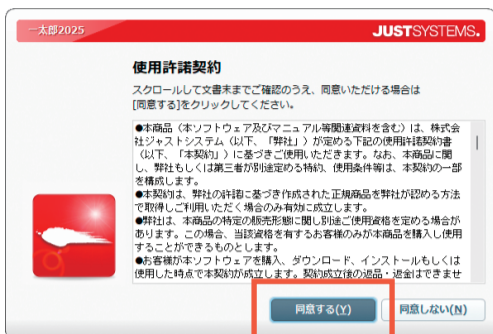 一太郎2025
JUSTSYSTEMS.
使用許諾契約
スクロールして文書末までご確認のうえ、同意いただける場合は
[同意する]をクリックしてください。
●本商品（本ソフトウェア及びマニュアル等関連資料を含む）は、株式会
社ジャストシステム（以下、「弊社」）が定める下記の使用許諾契約書
（以下、「本契約」）に基づきご使用いただきます。なお、本商品に関
し、弊社もしくは第三者が別途定める特約、使用条件等は、本契約の一部
を構成します。
●本契約は、弊社の許諾に基づき作成された正規商品を弊社が認める方法
で取得しご利用いただく場合のみ有効に成立します。
●弊社は、本商品の特定の販売形態に関し別途ご使用資格を定める場合が
あります。この場合、当該資格を有するお客様のみが本商品を購入し使用
することができるものとします。
●お客様が本ソフトウェアを購入、ダウンロード、インストールもしくは
使用した時点で本契約が成立します。契約成立後の返品・返金はできませ
同意する(Y)
同意しない(N)